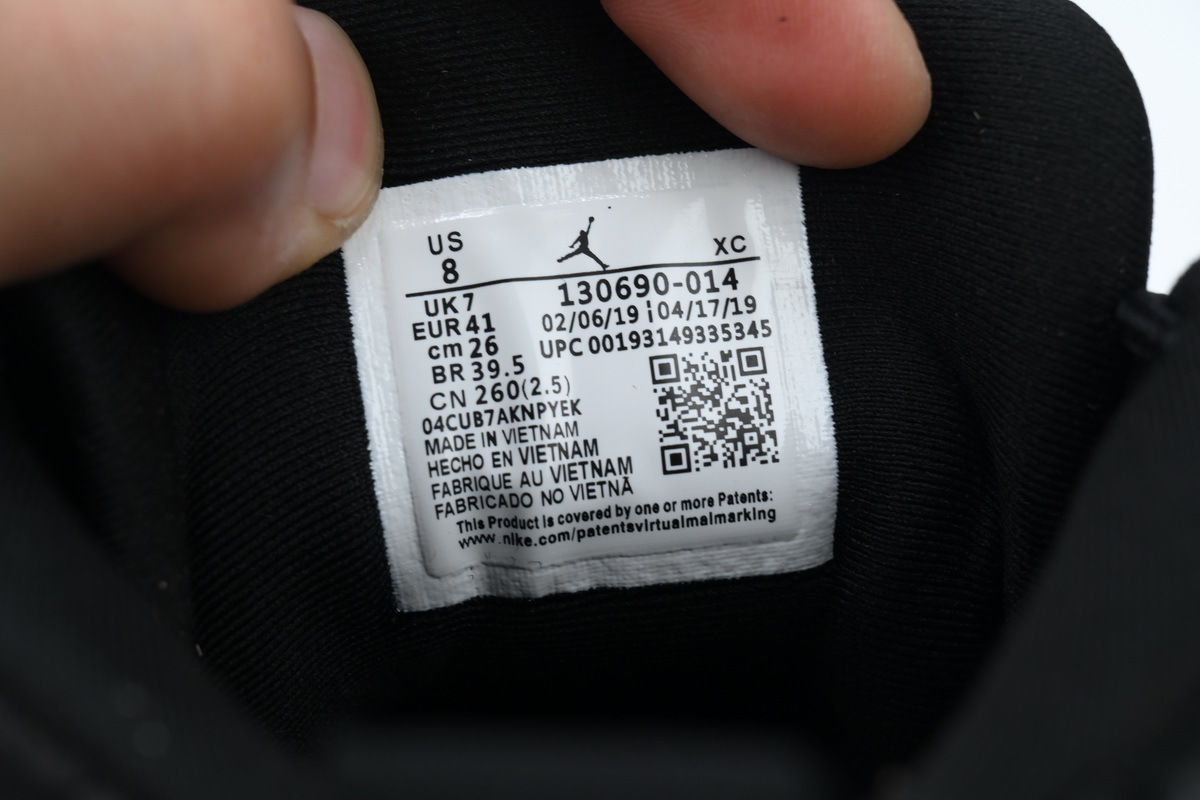 US
8
XC
UK 7
EUR 41
cm 26
BR 39.5
CN 260(2.5)
130690-014
02/06/19 ¦ 04/17/19
UPC 00193149335345
04CUB7AKNPYEK
MADE IN VIETNAM
HECHO EN VIETNAM
FABRIQUE AU VIETNAM
FABRICADO NO VIETNÃ
This Product is covered by one or more Patents:
www.nike.com/patentsvirtualmalmarking